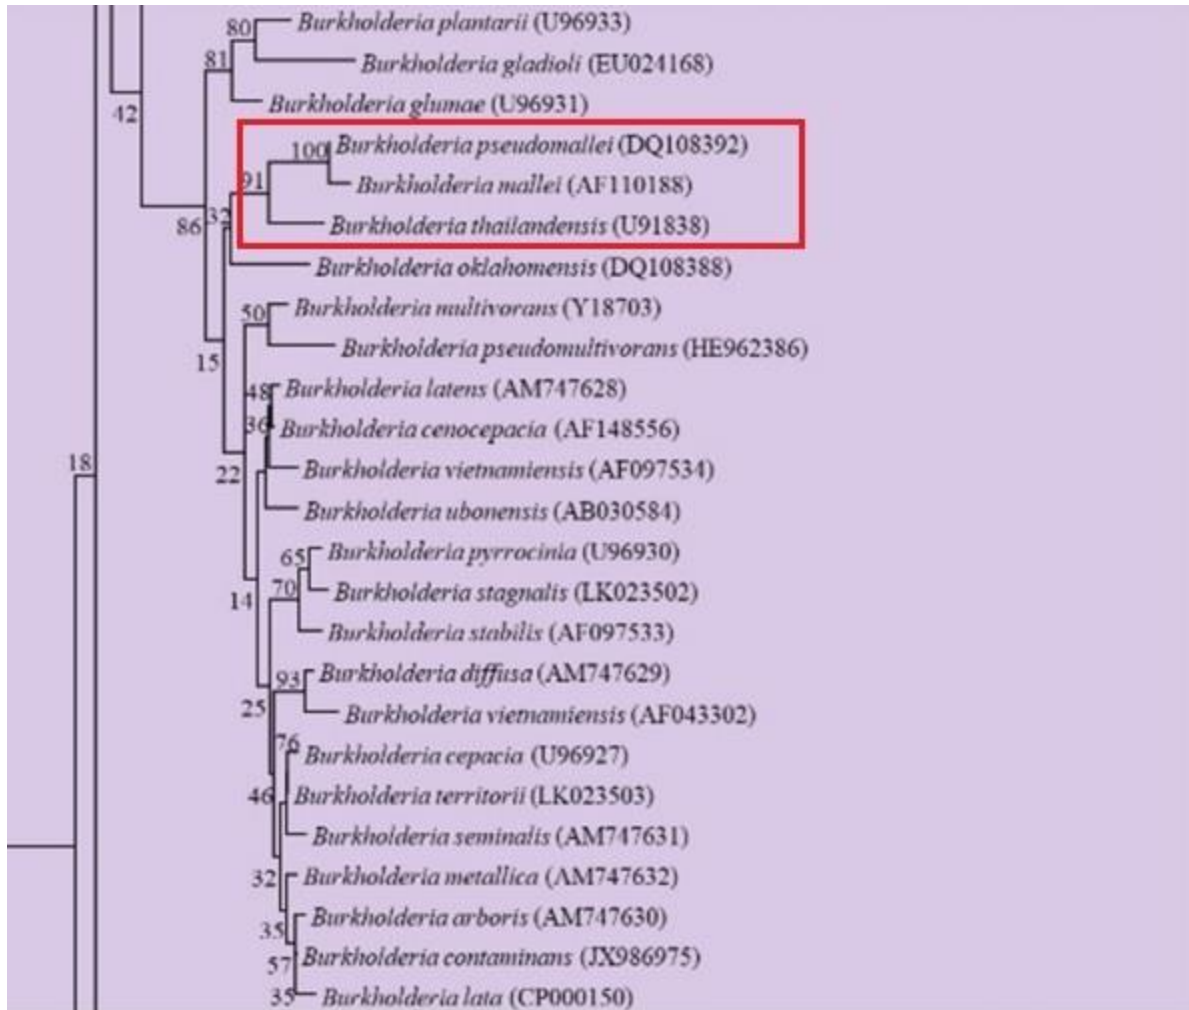 80 Burkholderia plantarii (U96933)
81 Burkholderia gladioli (EU024168)
Burkholderia glumae (U96931)
42
100 Burkholderia pseudomallei (DQ108392)
91 Burkholderia mallei (AF110188)
86 32 Burkholderia thailandensis (U91838)
Burkholderia oklahomensis (DQ108388)
50 Burkholderia multivorans (Y18703)
15 Burkholderia pseudomultivorans (HE962386)
48 Burkholderia latens (AM747628)
36 Burkholderia cenocepacia (AF148556)
18 22 Burkholderia vietnamiensis (AF097534)
Burkholderia ubonensis (AB030584)
65 Burkholderia pyrrocinia (U96930)
14 70 Burkholderia stagnalis (LK023502)
Burkholderia stabilis (AF097533)
93 Burkholderia diffusa (AM747629)
25 Burkholderia vietnamiensis (AF043302)
76 Burkholderia cepacia (U96927)
46 Burkholderia territorii (LK023503)
Burkholderia seminalis (AM747631)
32 Burkholderia metallica (AM747632)
35 Burkholderia arboris (AM747630)
57 Burkholderia contaminans (JX986975)
35 Burkholderia lata (CP000150)